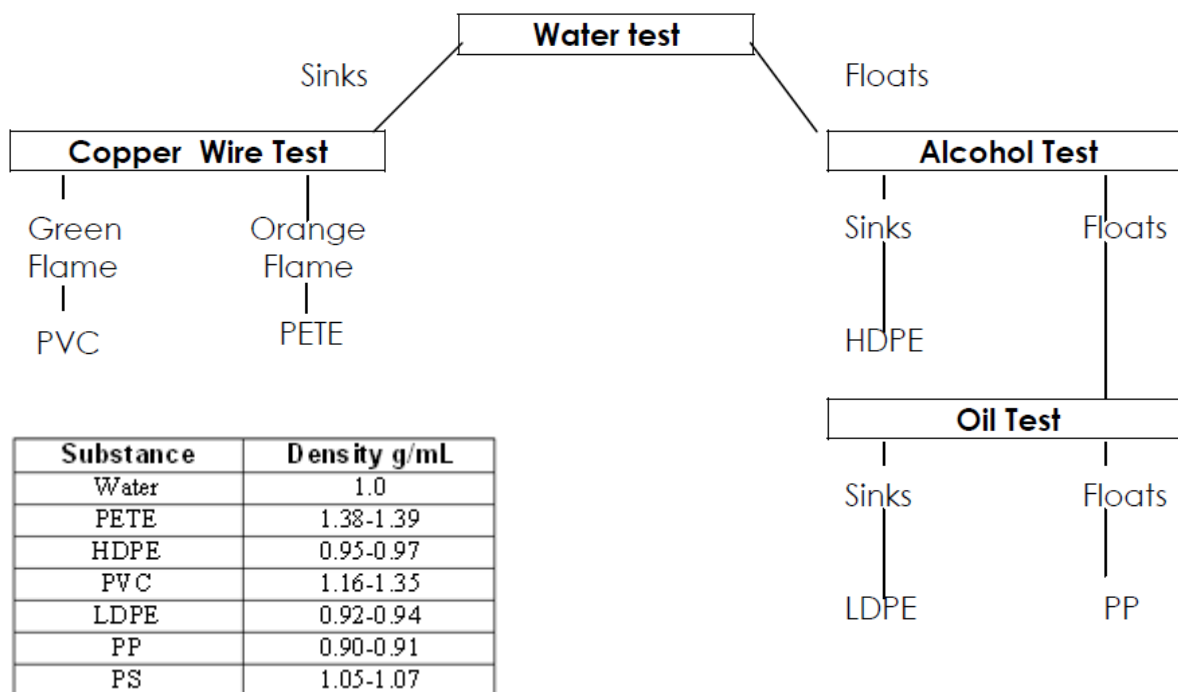 Water test
Sinks
Floats
Copper Wire Test
Alcohol Test
Green
Flame
Orange
Flame
Sinks
Floats
PVC
PETE
HDPE
Oil Test
Sinks
Floats
LDPE
PP
Substance Density g/mL
Water 1.0
PETE 1.38-1.39
HDPE 0.95-0.97
PVC 1.16-1.35
LDPE 0.92-0.94
PP 0.90-0.91
PS 1.05-1.07